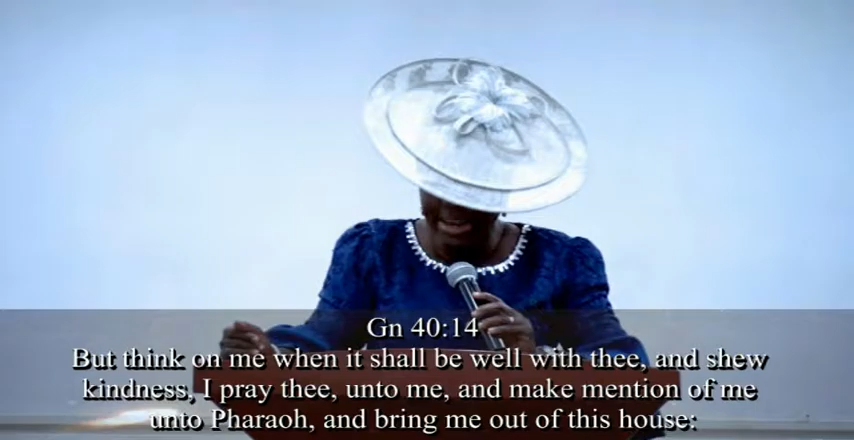 Gn 40:14
But think on me when it shall be well with thee, and shew
kindness, I pray thee, unto me, and make mention of me
unto Pharaoh, and bring me out of this house: